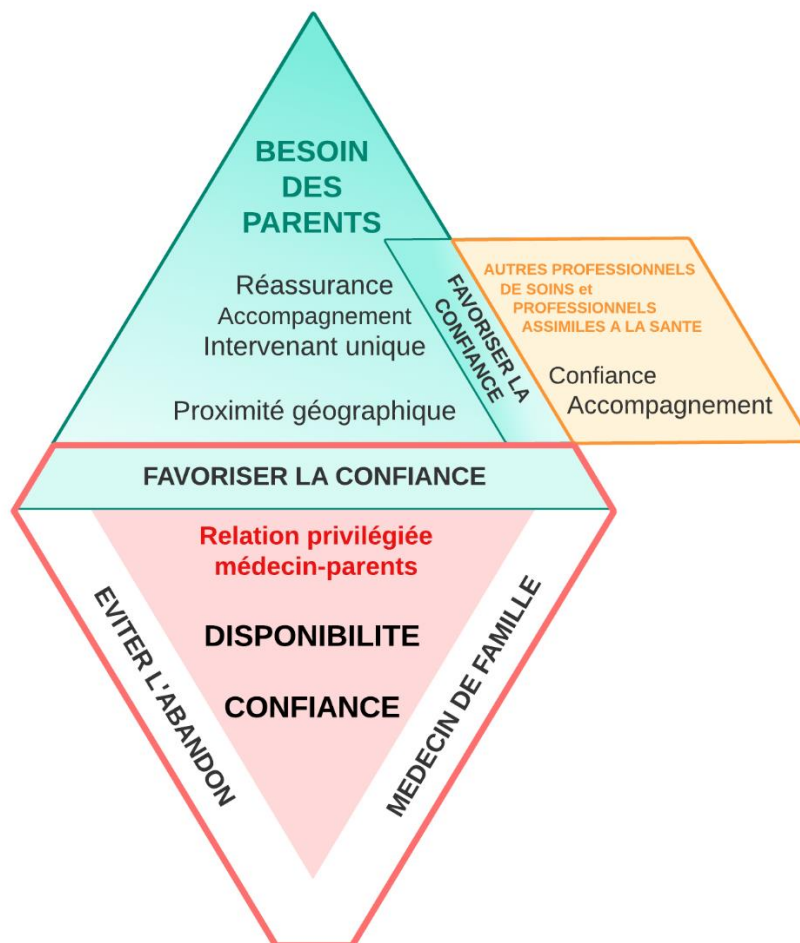 BESOIN
DES
PARENTS
Réassurance
Accompagnement
Intervenant unique
Proximité géographique
FAVORISER LA
CONFIANCE
AUTRES PROFESSIONNELS
DE SOINS et
PROFESSIONNELS
ASSIMILES A LA SANTE
Confiance
Accompagnement
FAVORISER LA CONFIANCE
Relation privilégiée
médecin-parents
DISPONIBILITE
CONFIANCE
EVITER L'ABANDON
MEDECIN DE FAMILLE